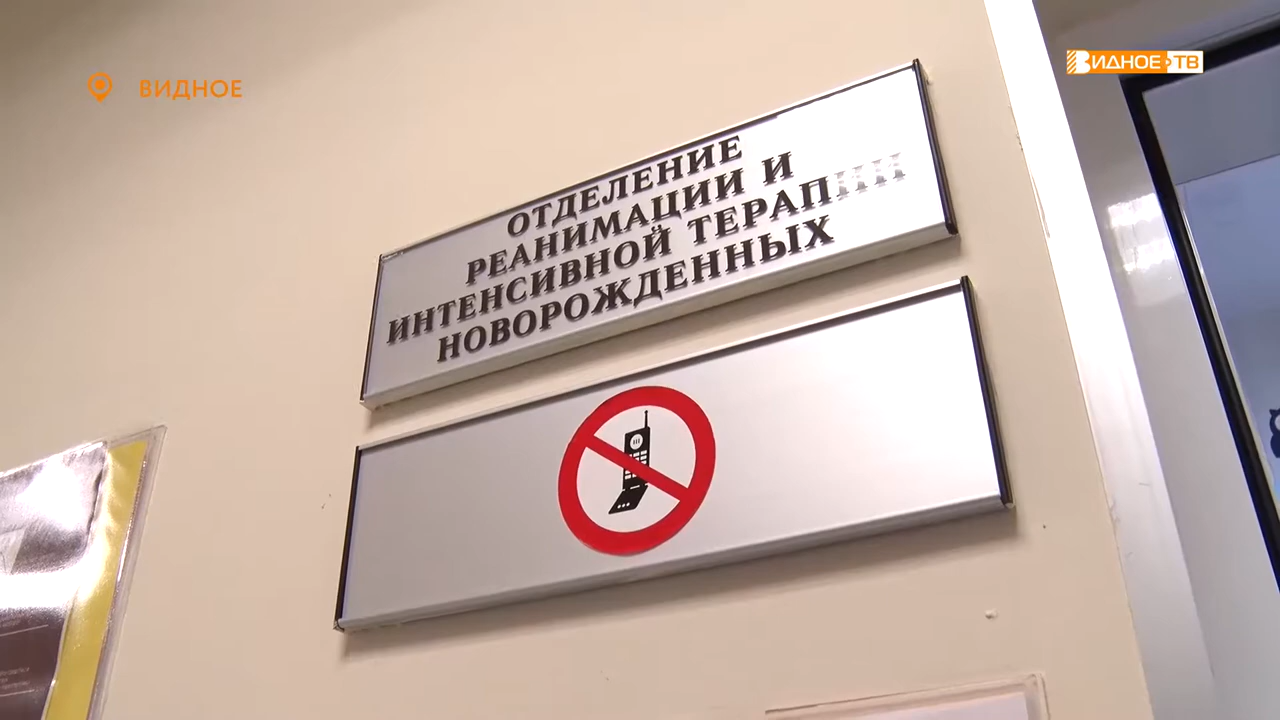 ВИДНОЕ
ВИДНОЕ ТВ
ОТДЕЛЕНИЕ
РЕАНИМАЦИИ И
ИНТЕНСИВНОЙ ТЕРАПИИ
НОВОРОЖДЕННЫХ